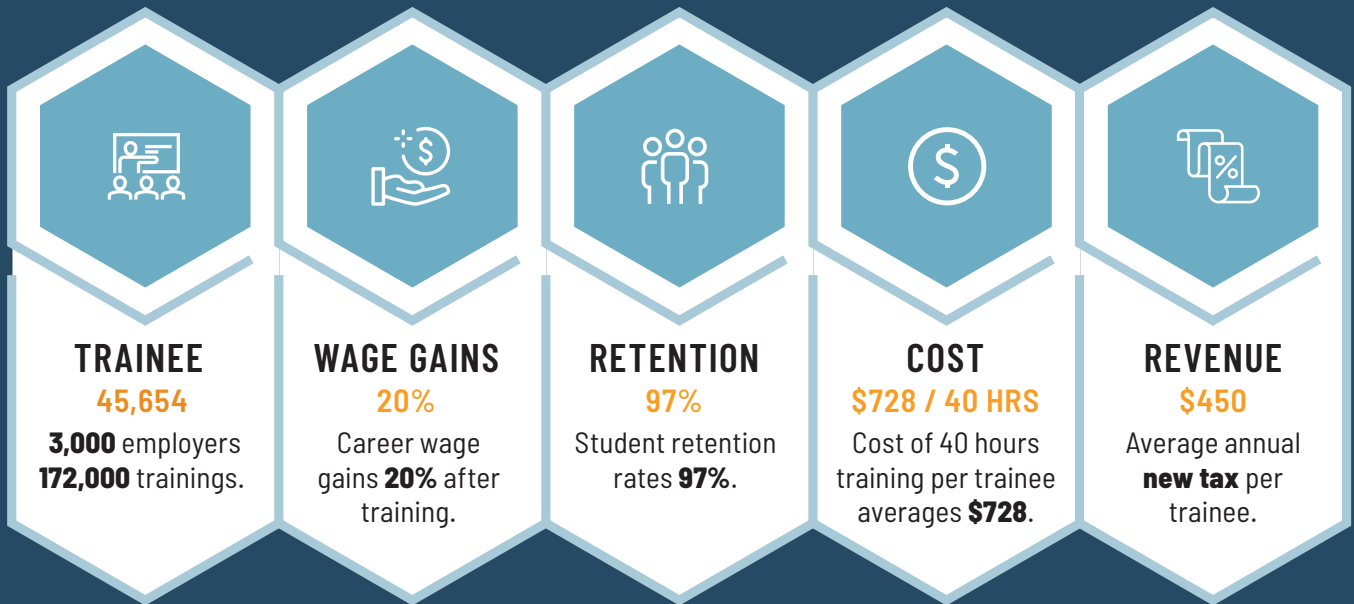 TRAINEE
45,654
3,000 employers
172,000 trainings.
WAGE GAINS
20%
Career wage
gains 20% after
training.
RETENTION
97%
Student retention
rates 97%.
COST
$728 / 40 HRS
Cost of 40 hours
training per trainee
averages $728.
REVENUE
$450
Average annual
new tax per
trainee.
$
$
%